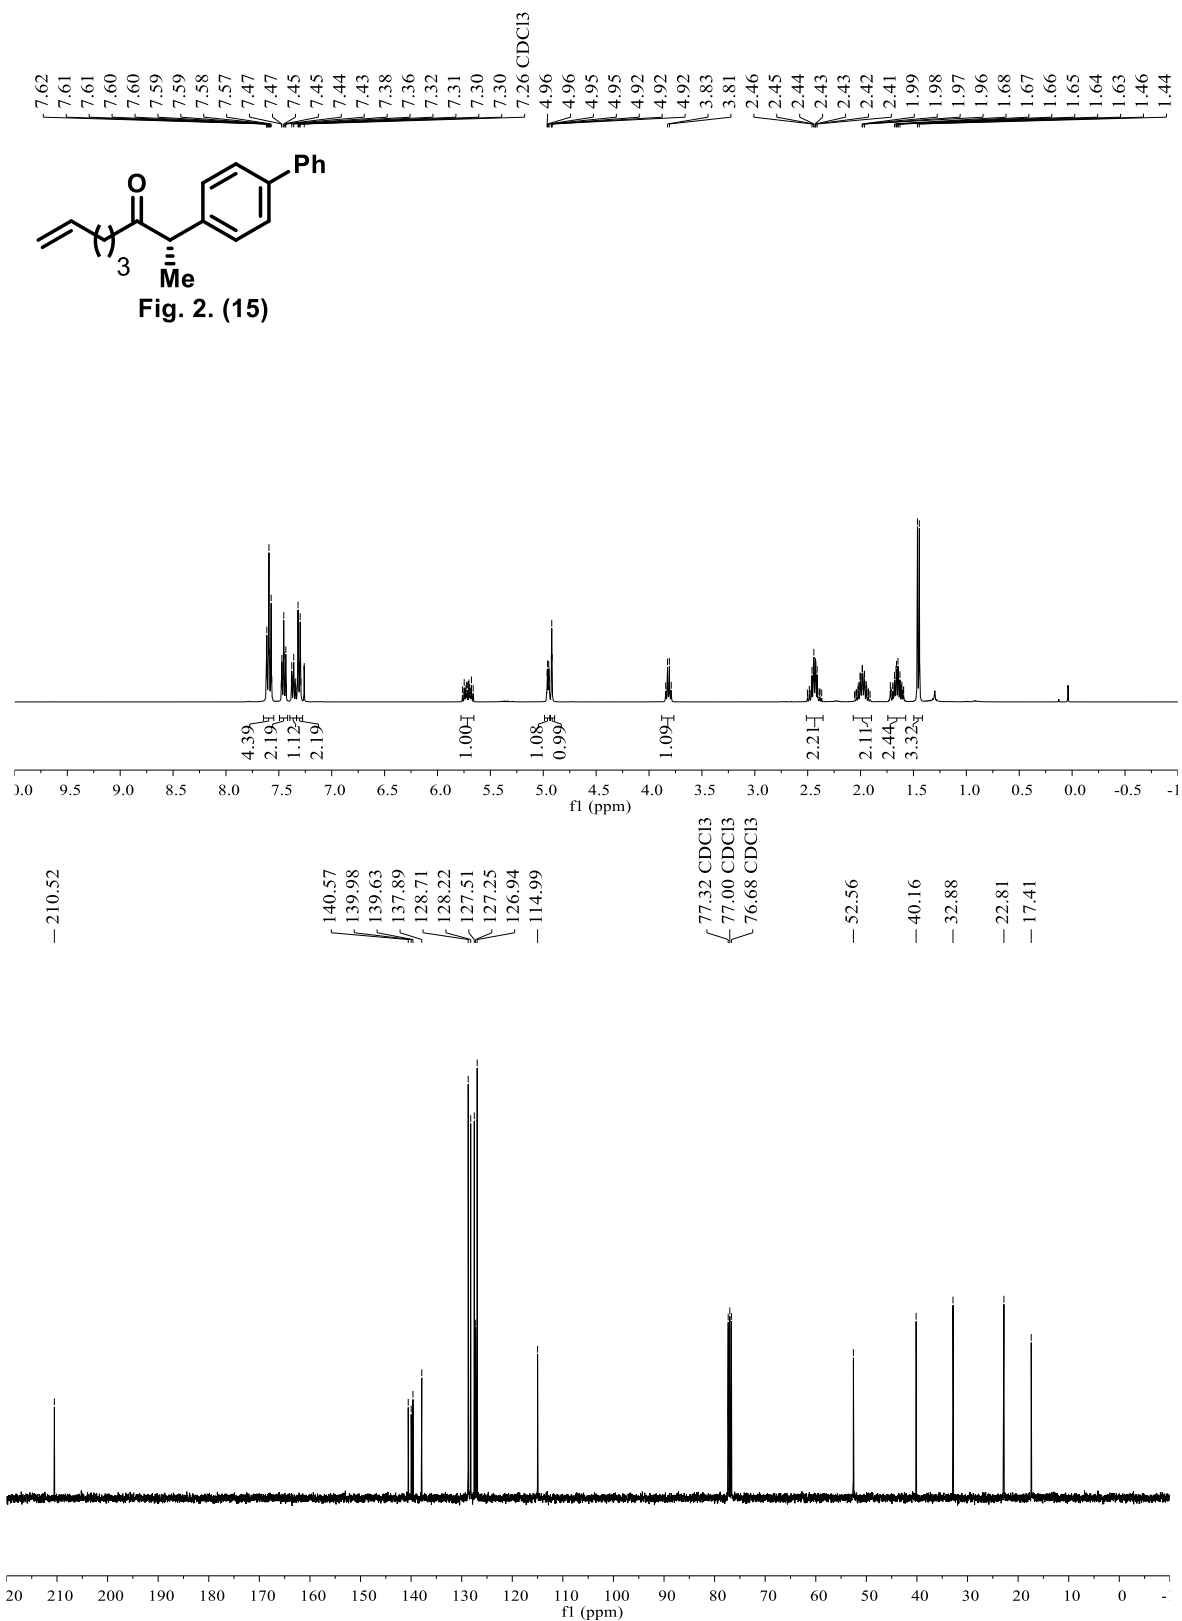 7.62 7.61 7.61 7.60 7.60 7.59 7.59 7.58 7.57 7.47 7.47 7.45 7.45 7.44 7.43 7.38 7.36 7.32 7.31 7.30 7.30 7.26 CDCl3 4.96 4.96 4.95 4.95 4.92 4.92 4.92 3.83 3.81 2.46 2.45 2.44 2.43 2.43 2.42 2.41 1.99 1.98 1.97 1.96 1.68 1.67 1.66 1.65 1.64 1.63 1.46 1.44
Ph
O
3
Me
Fig. 2. (15)
4.39 2.19 1.12 2.19 1.00 1.08 0.99 1.09 2.21 2.11 2.44 3.32
0.0 9.5 9.0 8.5 8.0 7.5 7.0 6.5 6.0 5.5 5.0 4.5 4.0 3.5 3.0 2.5 2.0 1.5 1.0 0.5 0.0 -0.5 -1
f1 (ppm)
210.52 140.57 139.98 139.63 137.89 128.71 128.22 127.51 127.25 126.94 114.99 77.32 CDCl3 77.00 CDCl3 76.68 CDCl3 52.56 40.16 32.88 22.81 17.41
20 210 200 190 180 170 160 150 140 130 120 110 100 90 80 70 60 50 40 30 20 10 0 -
f1 (ppm)